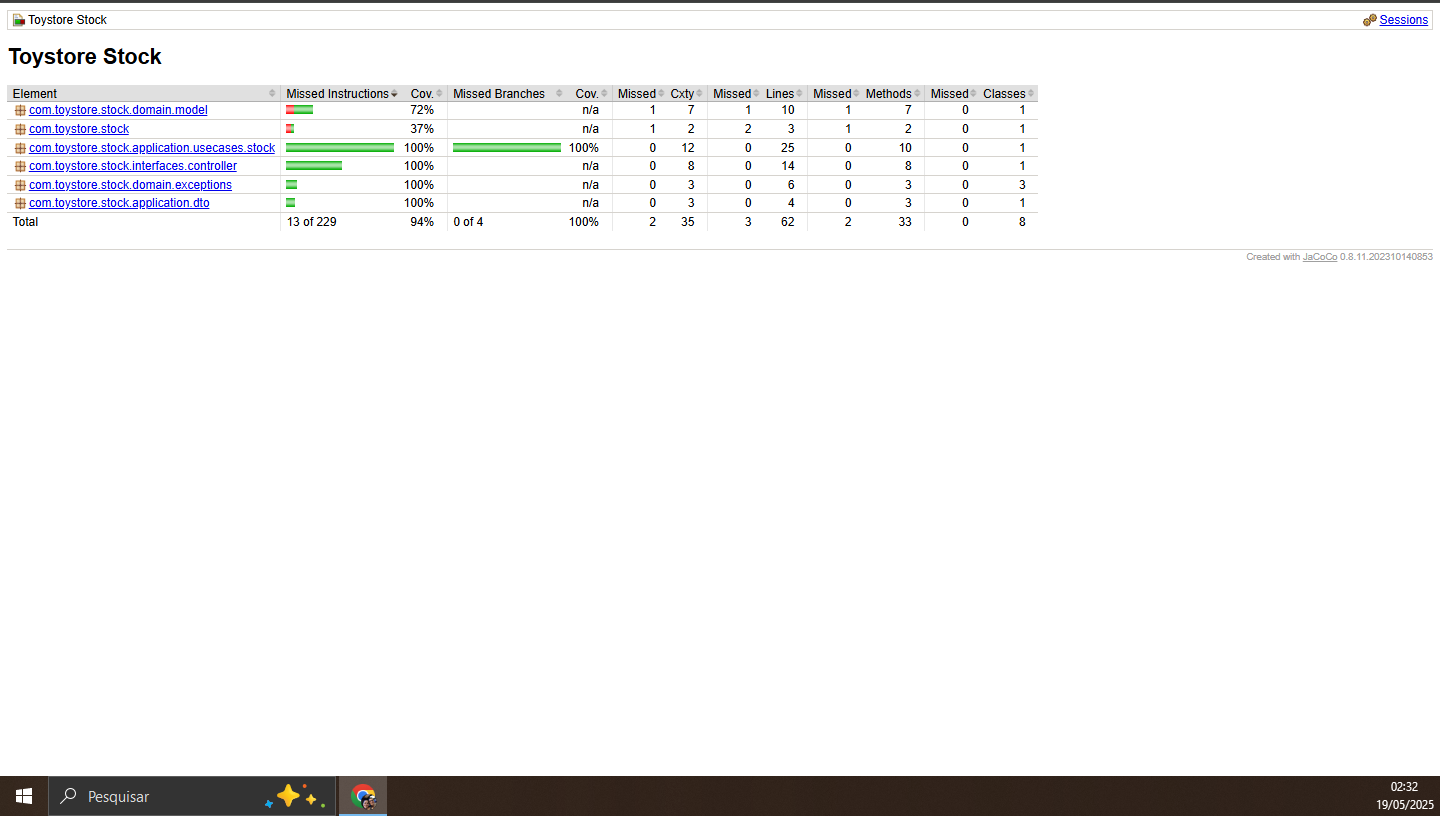 Toystore Stock Sessions
Toystore Stock
Element Missed Instructions Cov. Missed Branches Cov. Missed Cxty Missed Lines Missed Methods Missed Classes
com.toystore.stock.domain.model 72% n/a 1 7 1 10 1 7 0 1
com.toystore.stock 37% n/a 1 2 2 3 1 2 0 1
com.toystore.stock.application.usecases.stock 100% 100% 0 12 0 25 0 10 0 1
com.toystore.stock.interfaces.controller 100% n/a 0 8 0 14 0 8 0 1
com.toystore.stock.domain.exceptions 100% n/a 0 3 0 6 0 3 0 3
com.toystore.stock.application.dto 100% n/a 0 3 0 4 0 3 0 1
Total 13 of 229 94% 0 of 4 100% 2 35 3 62 2 33 0 8
Created with JaCoCo 0.8.11.202310140853
Pesquisar
02:32
19/05/2025